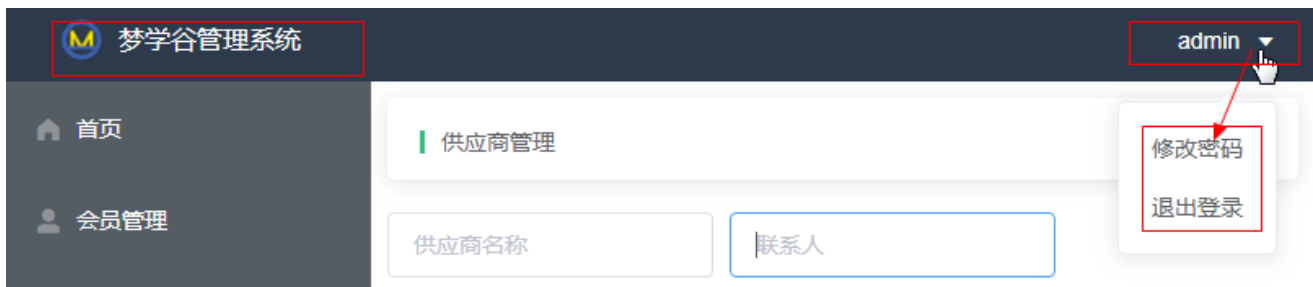 M 梦学谷管理系统 admin
首页
供应商管理
修改密码
会员管理
退出登录
供应商名称 联系人